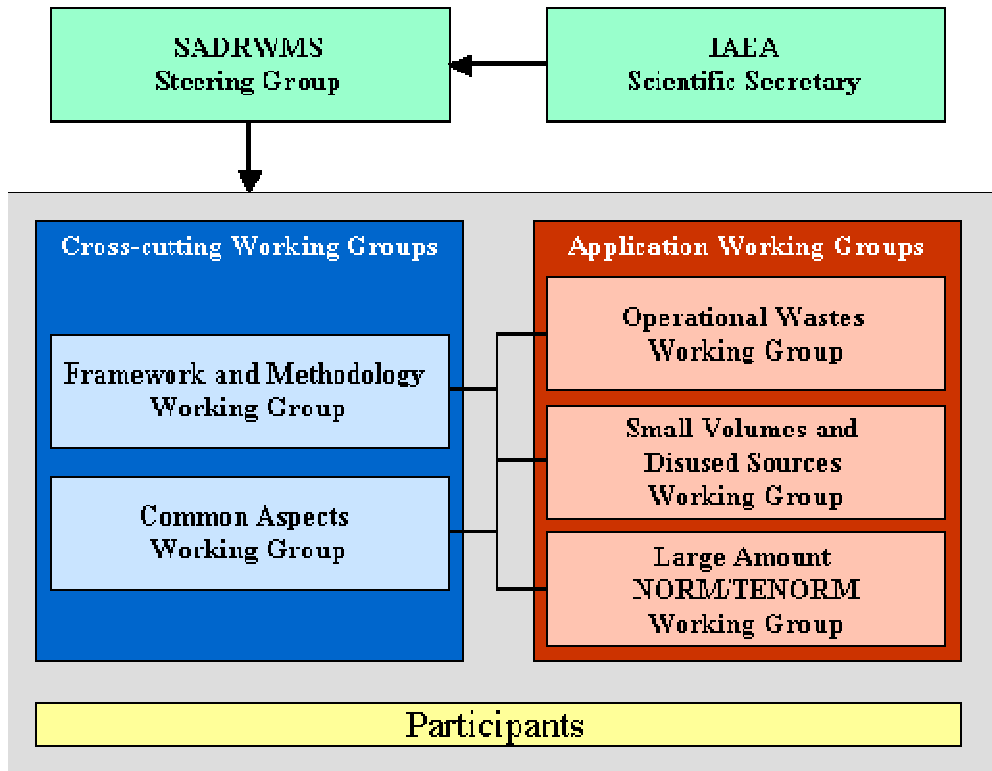 SADRWMS
Steering Group
IAEA
Scientific Secretary
Cross-cutting Working Groups
Framework and Methodology
Working Group
Common Aspects
Working Group
Application Working Groups
Operational Wastes
Working Group
Small Volumes and
Disused Sources
Working Group
Large Amount
NORM/TENORM
Working Group
Participants